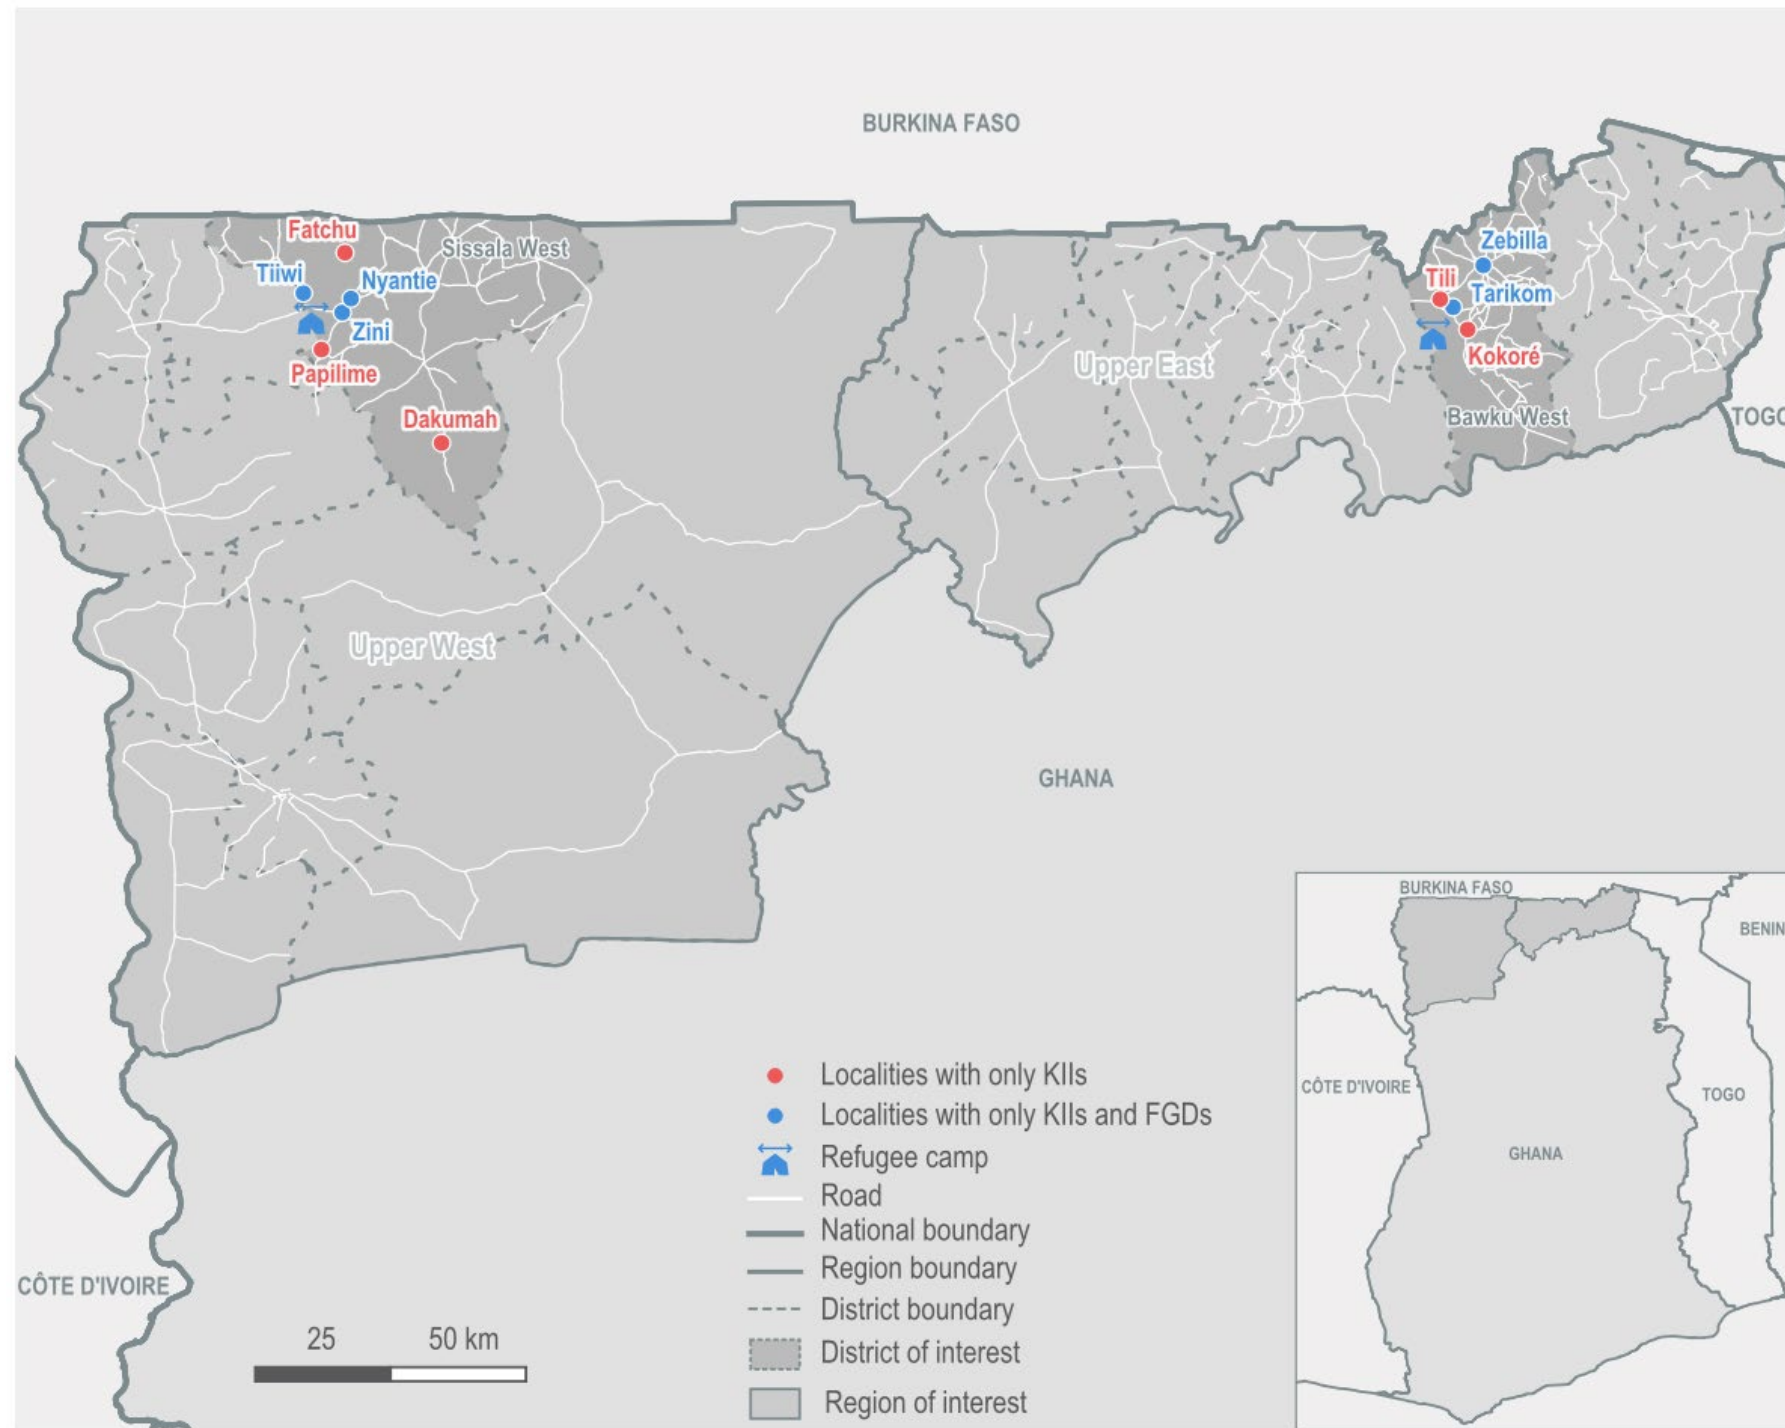 BURKINA FASO
Fatchu
Sissala West
Tiiwi
Nyantie
Zini
Papilime
Dakumah
Zebilla
Tili
Tarikom
Kokoré
Upper East
Bawku West
TOGO
Upper West
GHANA
CÔTE D'IVOIRE
25
50 km
Localities with only KIIs
Localities with only KIIs and FGDs
Refugee camp
Road
National boundary
Region boundary
District boundary
District of interest
Region of interest
BURKINA FASO
BENIN
CÔTE D'IVOIRE
TOGO
GHANA